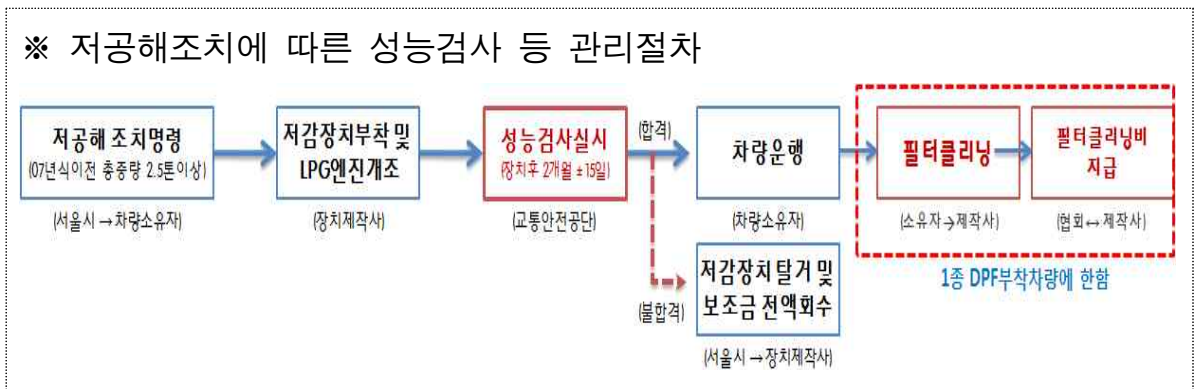 ※ 저공해조치에 따른 성능검사 등 관리절차
저공해 조치명령
(07년식이전 총중량 2.5톤이상)
(서울시 → 차량소유자)
저감장치부착 및
LPG엔진개조
(장치제작사)
성능검사실시
(장치후 2개월 ±15일)
(교통안전공단)
(합격)
차량운행
(차량소유자)
필터클리닝
(소유자→제작사)
필터클리닝비
지급
(협회↔제작사)
1종 DPF부착차량에 한함
(불합격)
저감장치 탈거 및
보조금 전액회수
(서울시 → 장치제작사)